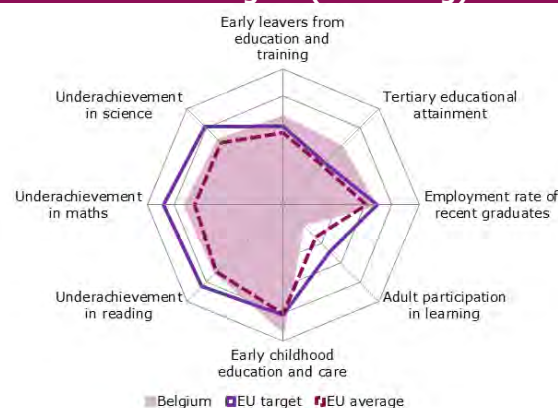 Early leavers from
education and
training
Tertiary educational
attainment
Employment rate of
recent graduates
Adult participation
in learning
Early childhood
education and care
Underachievement
in reading
Underachievement
in maths
Underachievement
in science
Belgium EU target EU average